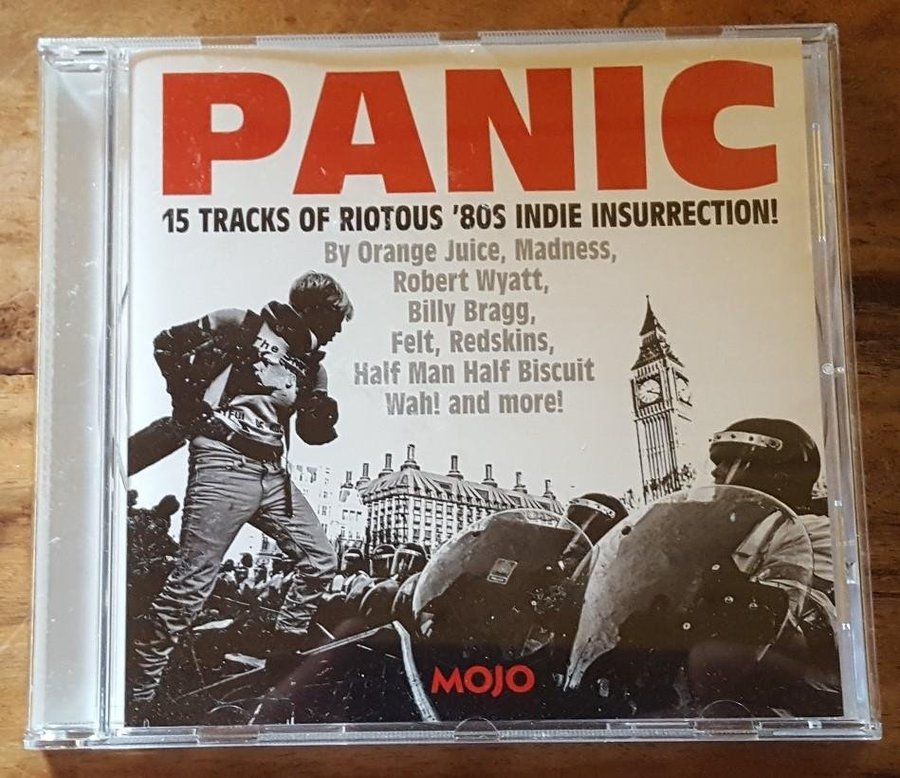 PANIC
15 TRACKS OF RIOTOUS '80S INDIE INSURRECTION!
By Orange Juice, Madness,
Robert Wyatt,
Billy Bragg,
Felt, Redskins,
Half Man Half Biscuit
Wah! and more!
The
MOJO